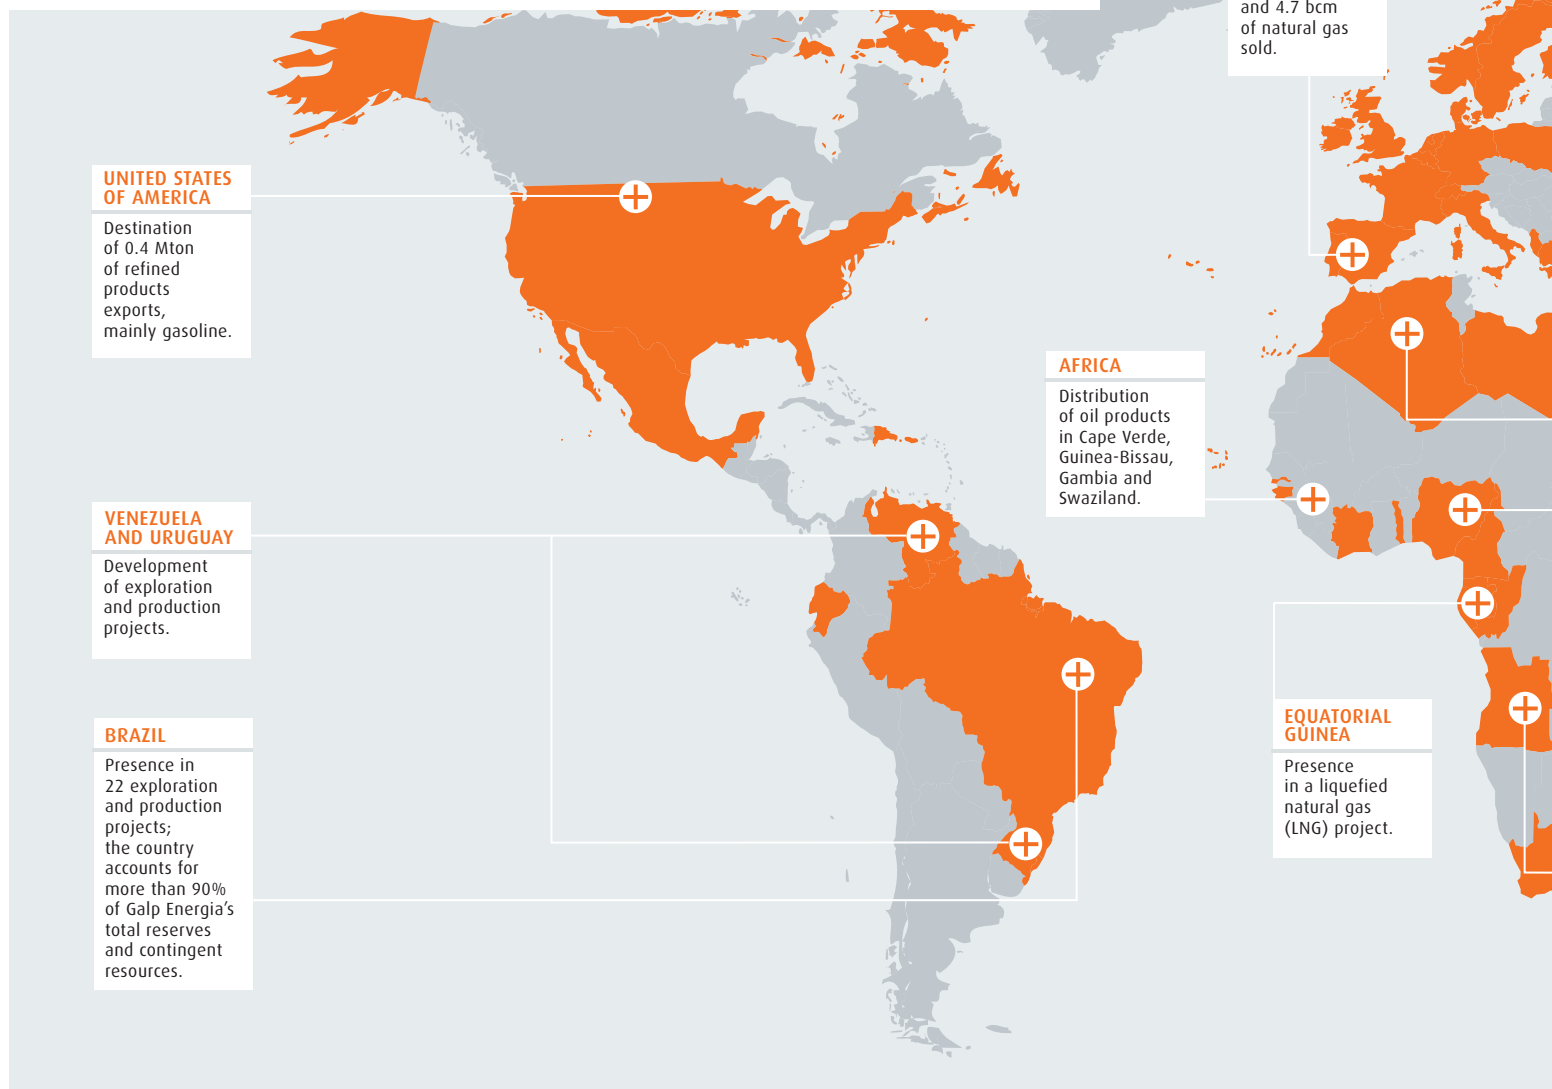 and 4.7 bcm
of natural gas
sold.
UNITED STATES
OF AMERICA
Destination
of 0.4 Mton
of refined
products
exports,
mainly gasoline.
AFRICA
Distribution
of oil products
in Cape Verde,
Guinea-Bissau,
Gambia and
Swaziland.
VENEZUELA
AND URUGUAY
Development
of exploration
and production
projects.
BRAZIL
Presence in
22 exploration
and production
projects;
the country
accounts for
more than 90%
of Galp Energia’s
total reserves
and contingent
resources.
EQUATORIAL
GUINEA
Presence
in a liquefied
natural gas
(LNG) project.